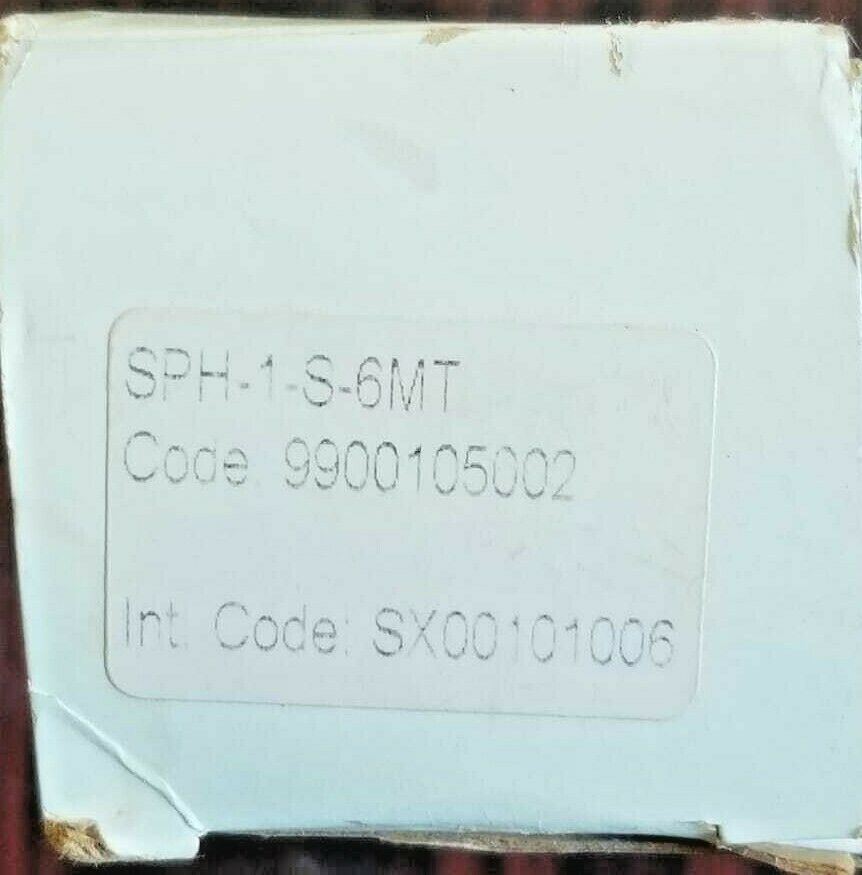 SPH-1-S-6MT
Code: 9900105002
Int. Code: SX00101006